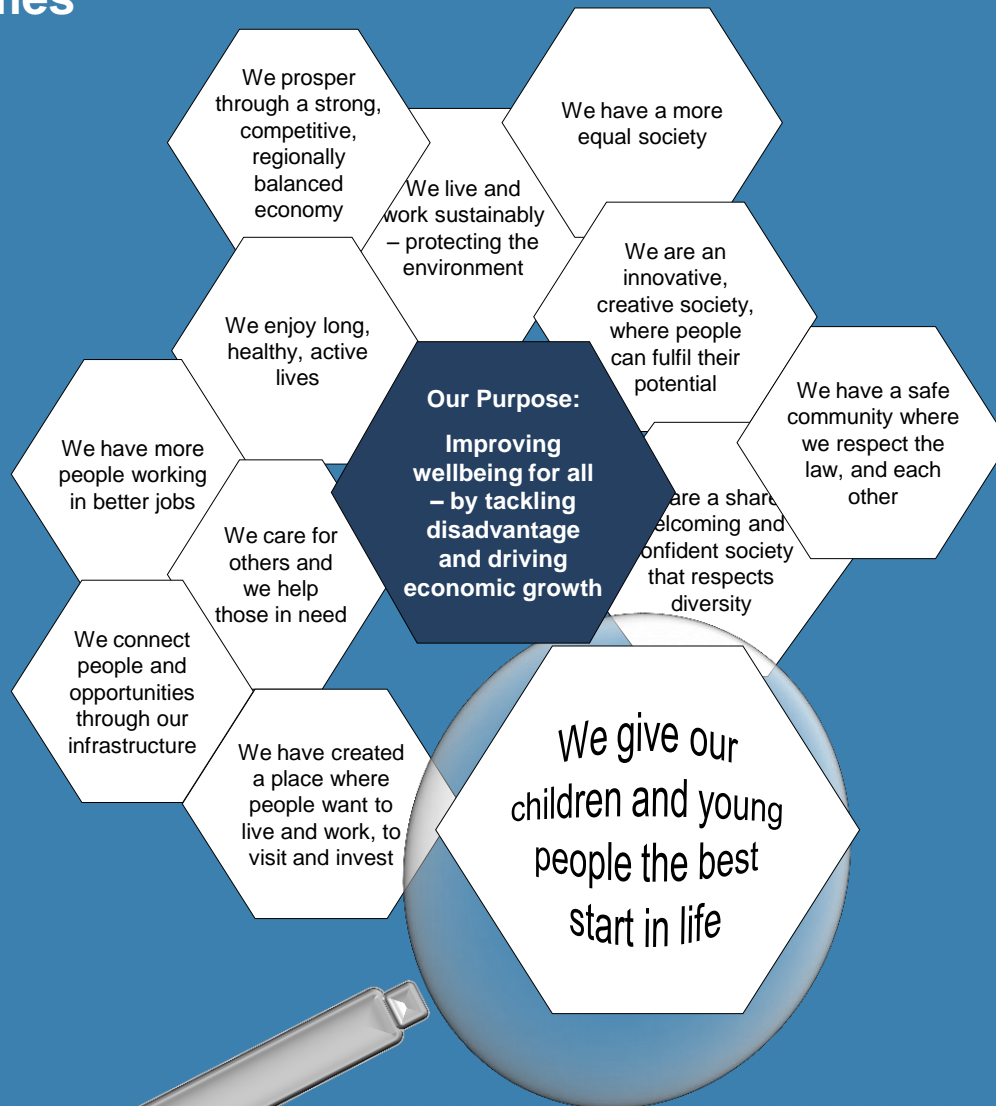 We prosper
through a strong,
competitive,
regionally
balanced
economy
We have a more
equal society
We live and
work sustainably
– protecting the
environment
We are an
innovative,
creative society,
where people
can fulfil their
potential
We enjoy long,
healthy, active
lives
Our Purpose:
Improving
wellbeing for all
– by tackling
disadvantage
and driving
economic growth
We have a safe
community where
we respect the
law, and each
other
We have more
people working
in better jobs
are a
and
society
that respects
diversity
We care for
others and
we help
those in need
We connect
people and
opportunities
through our
infrastructure
We have created
a place where
people want to
live and work, to
visit and invest
We give our
children and young
people the best
start in life